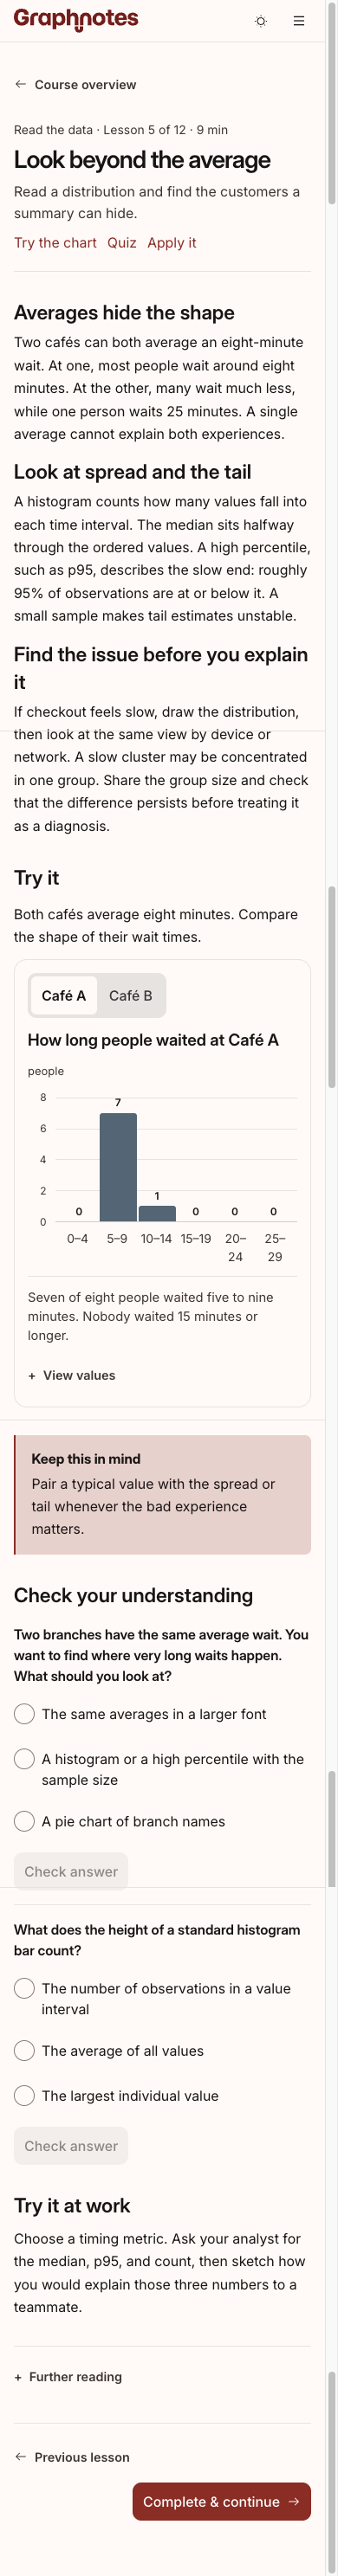 Graphnotes
← Course overview
Read the data · Lesson 5 of 12 · 9 min
Look beyond the average
Read a distribution and find the customers a
summary can hide.
Try the chart Quiz Apply it
Averages hide the shape
Two cafés can both average an eight-minute
wait. At one, most people wait around eight
minutes. At the other, many wait much less,
while one person waits 25 minutes. A single
average cannot explain both experiences.
Look at spread and the tail
A histogram counts how many values fall into
each time interval. The median sits halfway
through the ordered values. A high percentile,
such as p95, describes the slow end: roughly
95% of observations are at or below it. A
small sample makes tail estimates unstable.
Find the issue before you explain
it
If checkout feels slow, draw the distribution,
then look at the same view by device or
network. A slow cluster may be concentrated
in one group. Share the group size and check
that the difference persists before treating it
as a diagnosis.
Try it
Both cafés average eight minutes. Compare
the shape of their wait times.
Café A Café B
How long people waited at Café A
people
8
7
6
4
2
1
0
0 0 0 0
0–4 5–9 10–14 15–19 20–24 25–29
Seven of eight people waited five to nine
minutes. Nobody waited 15 minutes or
longer.
+ View values
Keep this in mind
Pair a typical value with the spread or
tail whenever the bad experience
matters.
Check your understanding
Two branches have the same average wait. You
want to find where very long waits happen.
What should you look at?
The same averages in a larger font
A histogram or a high percentile with the
sample size
A pie chart of branch names
Check answer
What does the height of a standard histogram
bar count?
The number of observations in a value
interval
The average of all values
The largest individual value
Check answer
Try it at work
Choose a timing metric. Ask your analyst for
the median, p95, and count, then sketch how
you would explain those three numbers to a
teammate.
+ Further reading
← Previous lesson
Complete & continue →